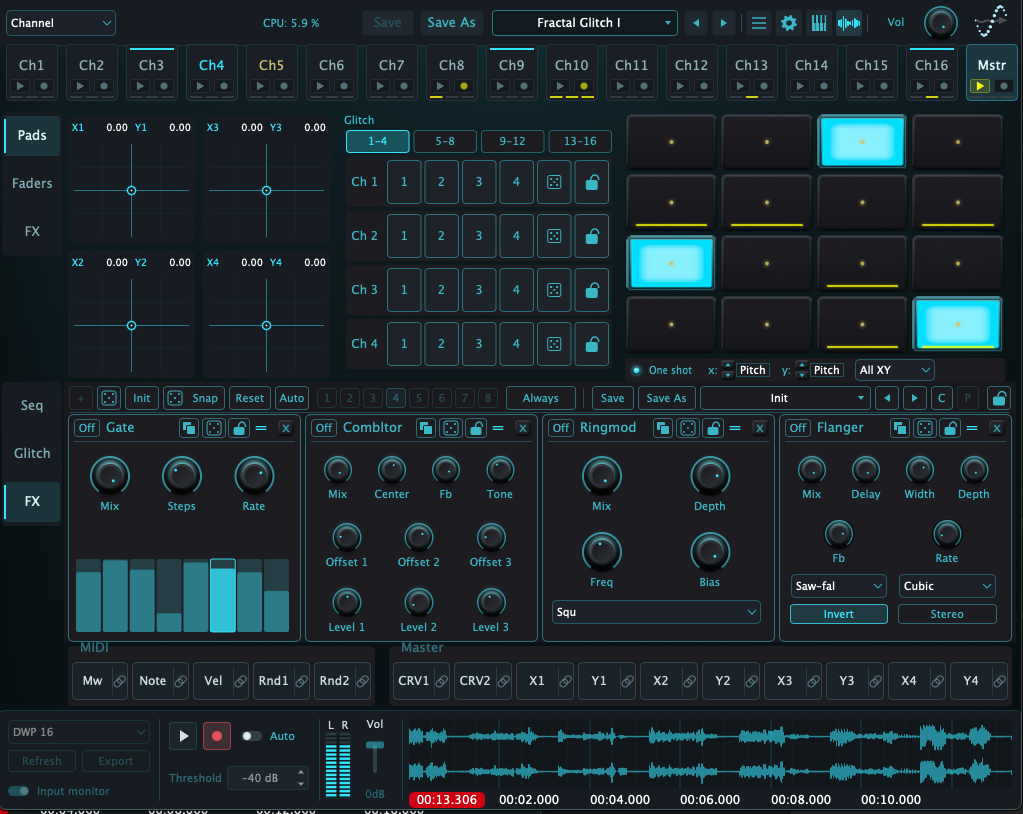 Channel CPU: 5.9 % Save Save As Fractal Glitch I Vol
Ch1 Ch2 Ch3 Ch4 Ch5 Ch6 Ch7 Ch8 Ch9 Ch10 Ch11 Ch12 Ch13 Ch14 Ch15 Ch16 Mstr
Pads
Faders
FX
X1 0.00 Y1 0.00 X3 0.00 Y3 0.00
X2 0.00 Y2 0.00 X4 0.00 Y4 0.00
Glitch
1-4 5-8 9-12 13-16
Ch 1 1 2 3 4
Ch 2 1 2 3 4
Ch 3 1 2 3 4
Ch 4 1 2 3 4
One shot x: Pitch y: Pitch All XY
Seq
Glitch
FX
+ Init Snap Reset Auto 1 2 3 4 5 6 7 8 Always Save Save As Init C P
Off Gate X Off Combltor X Off Ringmod X Off Flanger X
Mix Steps Rate
Mix Center Fb Tone
Offset 1 Offset 2 Offset 3
Level 1 Level 2 Level 3
Mix Depth
Freq Bias
Squ
Mix Delay Width Depth
Fb Rate
Saw-fal Cubic
Invert Stereo
MIDI Master
Mw Note Vel Rnd1 Rnd2 CRV1 CRV2 X1 Y1 X2 Y2 X3 Y3 X4 Y4
DWP 16
Refresh Export
Input monitor
Auto
Threshold -40 dB
L R Vol
0dB
00:13.306 00:02.000 00:04.000 00:06.000 00:08.000 00:10.000